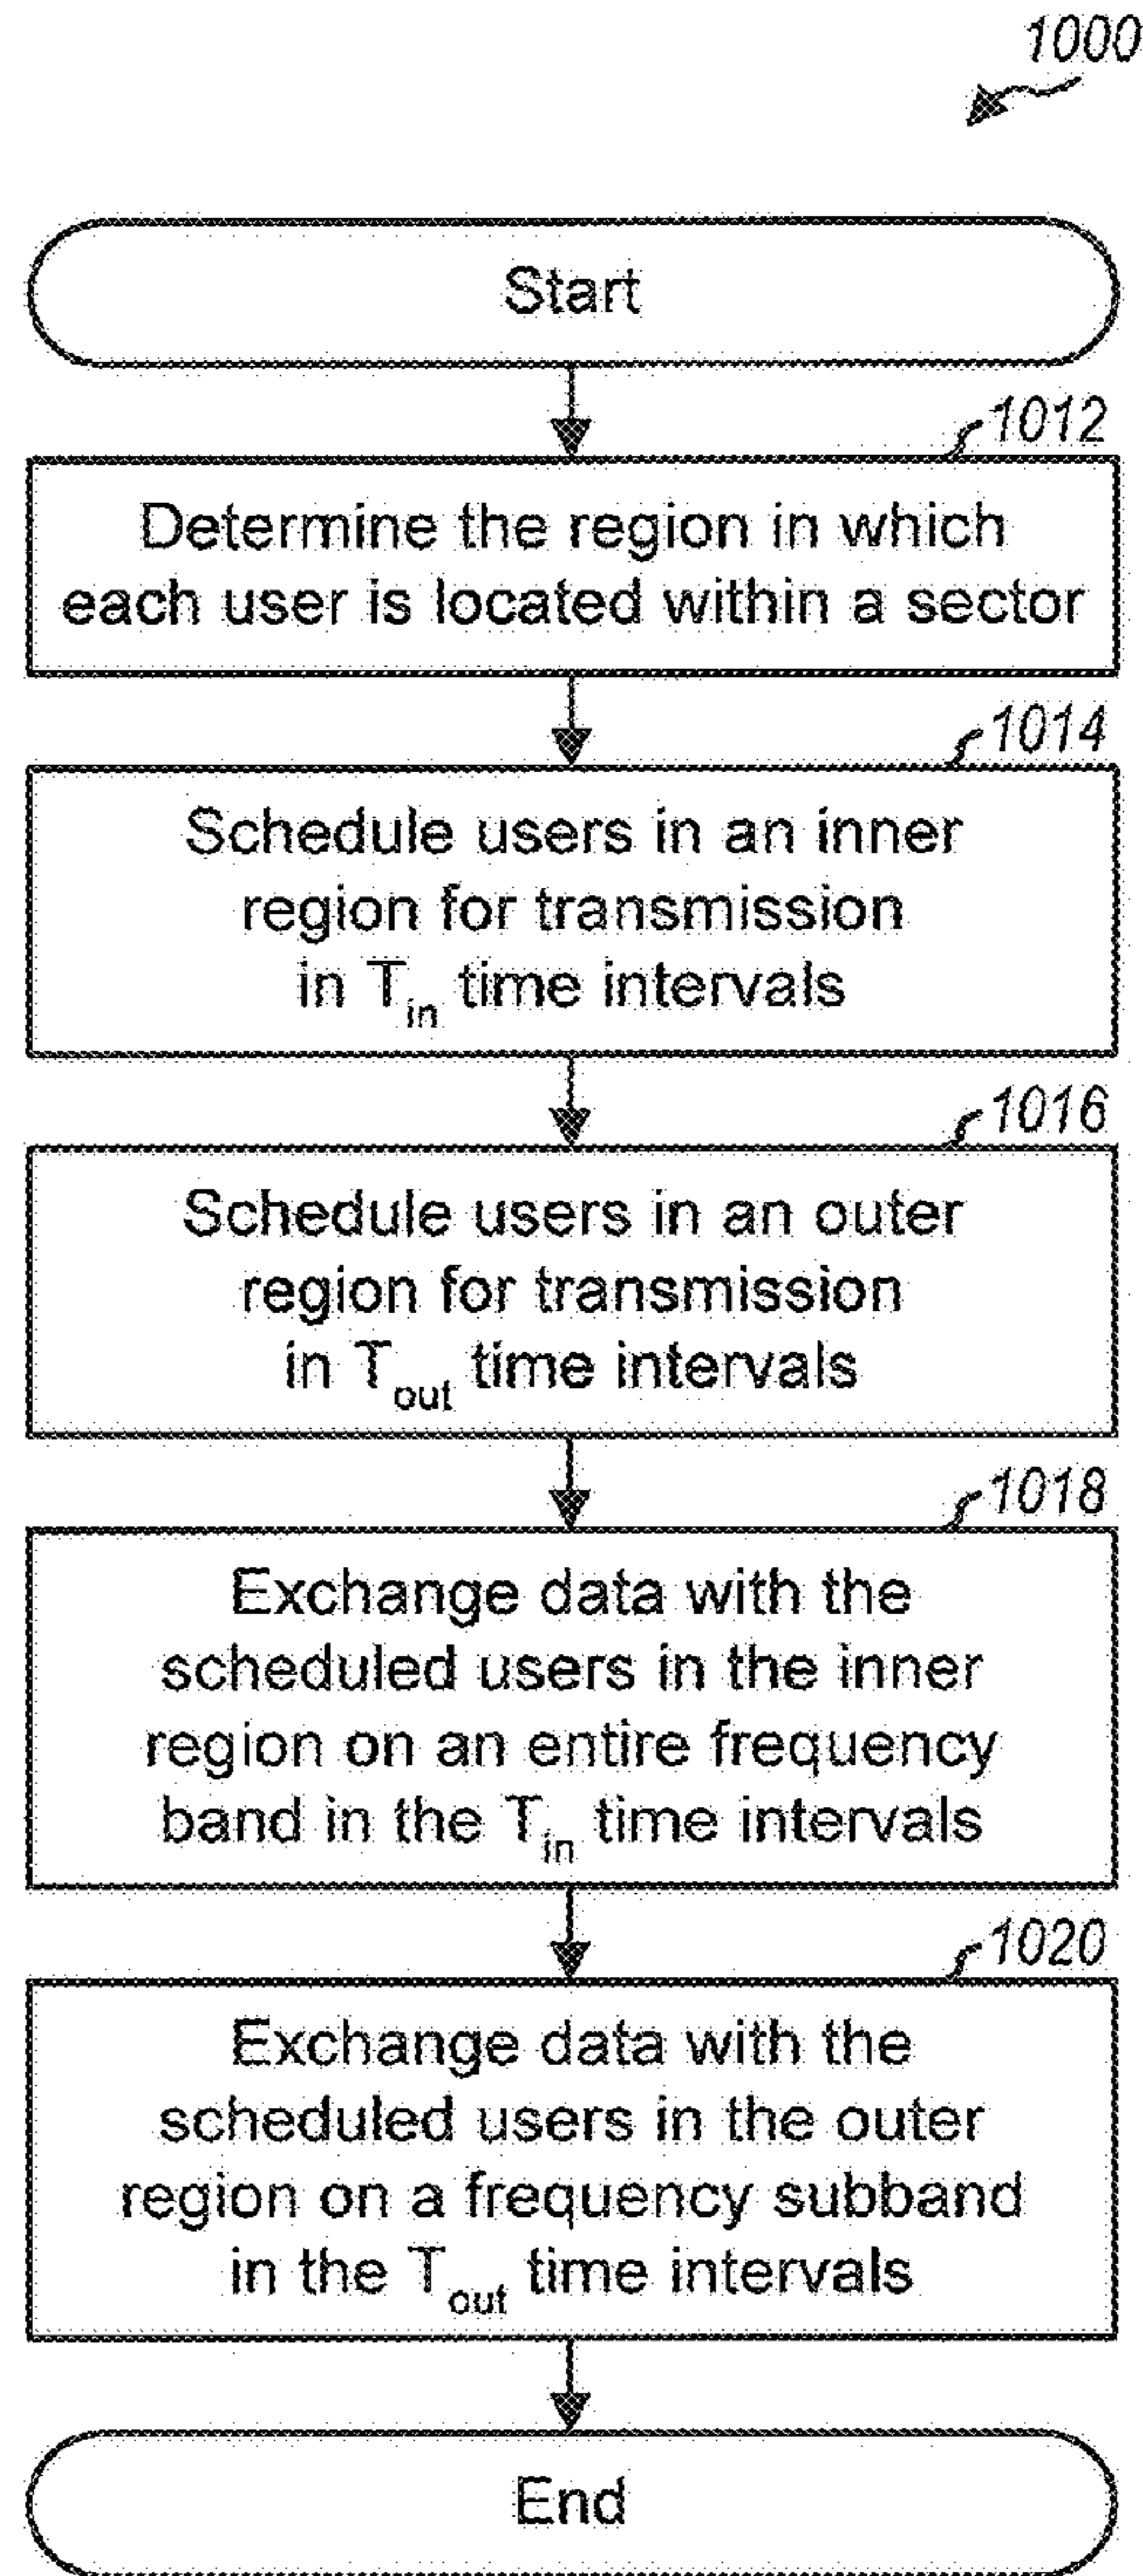 1000
Start
1012
Determine the region in which
each user is located within a sector
1014
Schedule users in an inner
region for transmission
in Tin time intervals
1016
Schedule users in an outer
region for transmission
in Tout time intervals
1018
Exchange data with the
scheduled users in the inner
region on an entire frequency
band in the Tin time intervals
1020
Exchange data with the
scheduled users in the outer
region on a frequency subband
in the Tout time intervals
End